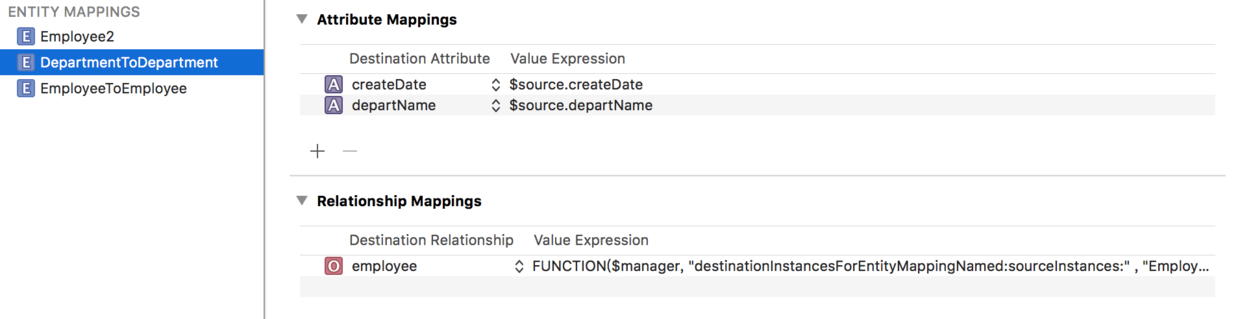 ENTITY MAPPINGS
E Employee2
E DepartmentToDepartment
E EmployeeToEmployee
Attribute Mappings
Destination Attribute Value Expression
A createDate $source.createDate
A departName $source.departName
Relationship Mappings
Destination Relationship Value Expression
O employee FUNCTION($manager, "destinationInstancesForEntityMappingNamed:sourceInstances:" , "Employ...